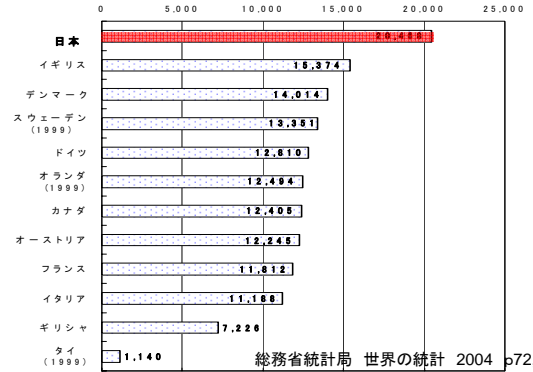 0 5,000 10,000 15,000 20,000 25,000
日本
イギリス 15,374
デンマーク 14,014
スウェーデン 13,351
(1999)
ドイツ 12,810
オランダ 12,494
(1999)
カナダ 12,405
オーストリア 12,245
フランス 11,812
イタリア 11,188
ギリシャ 7,226
タイ 1,140
(1999)
総務省統計局 世界の統計 2004 p72